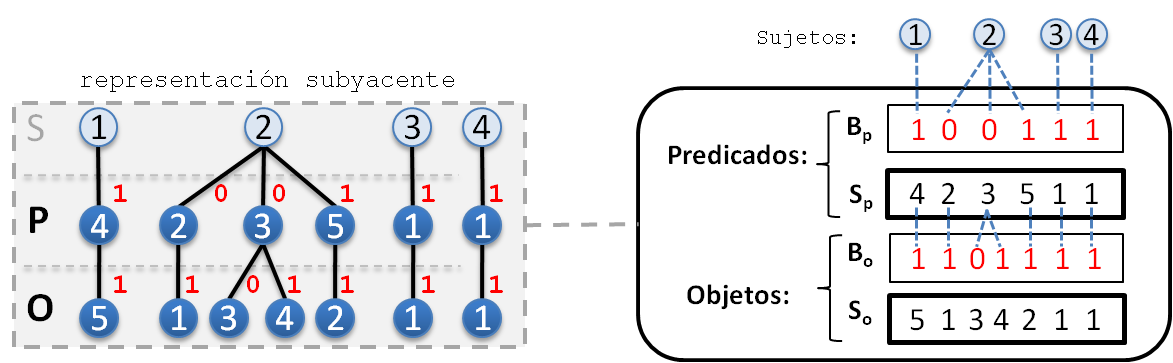 representación subyacente
S 1 2 3 4
1 0 0 1 1 1
P 4 2 3 5 1 1
1 1 0 1 1 1 1
O 5 1 3 4 2 1 1
Sujetos: 1 2 3 4
Predicados:
Bp 1 0 0 1 1 1
Sp 4 2 3 5 1 1
Objetos:
Bo 1 1 0 1 1 1 1
So 5 1 3 4 2 1 1